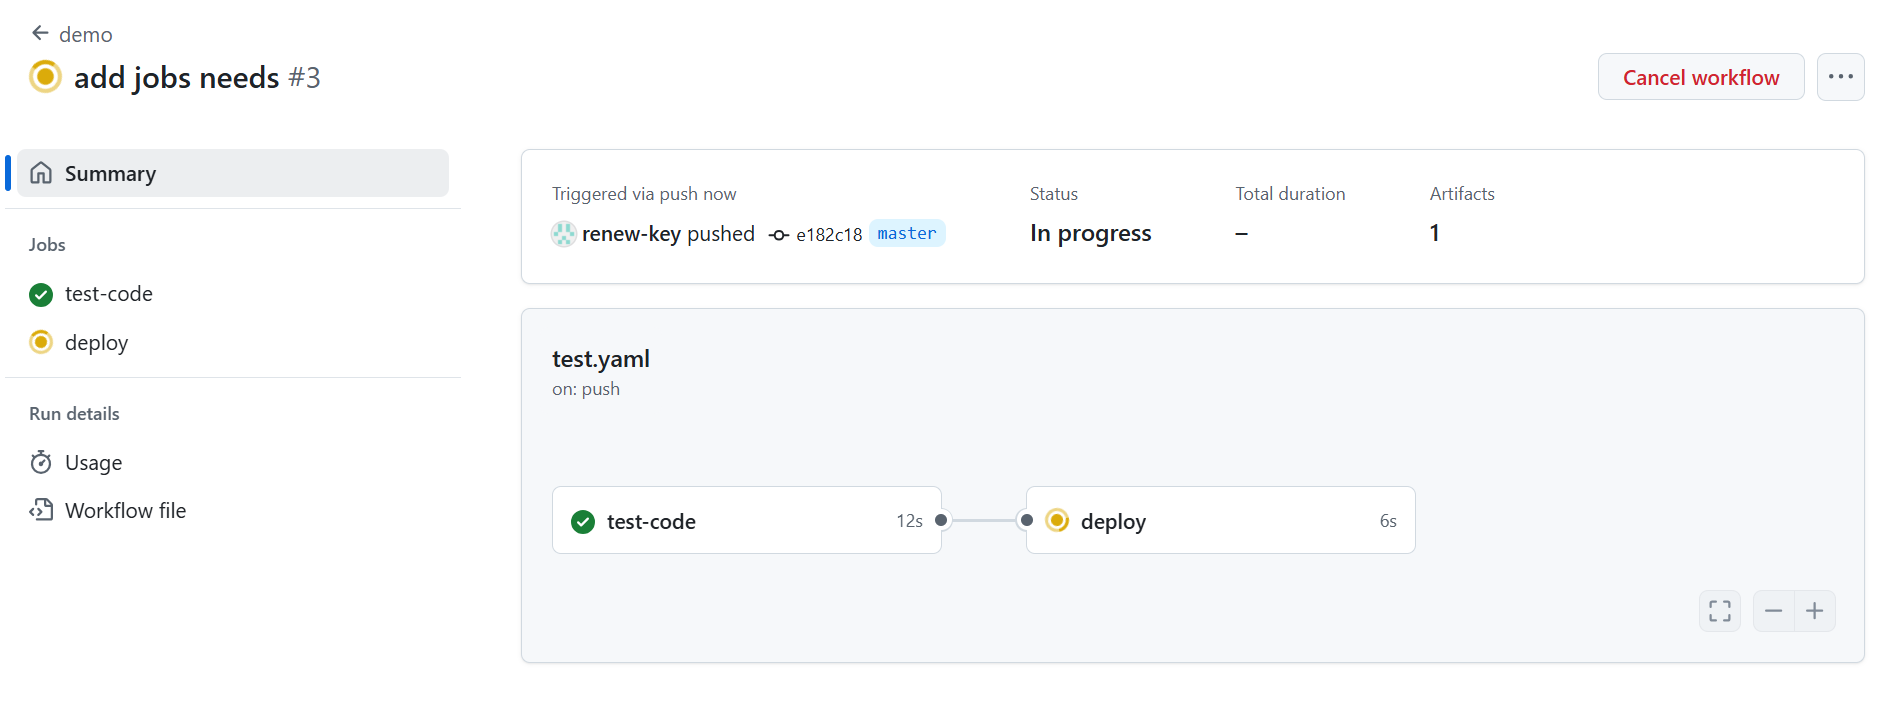 demo
add jobs needs #3
Cancel workflow
Summary
Jobs
test-code
deploy
Run details
Usage
Workflow file
Triggered via push now
renew-key pushed e182c18 master
Status
In progress
Total duration
–
Artifacts
1
test.yaml
on: push
test-code 12s
deploy 6s